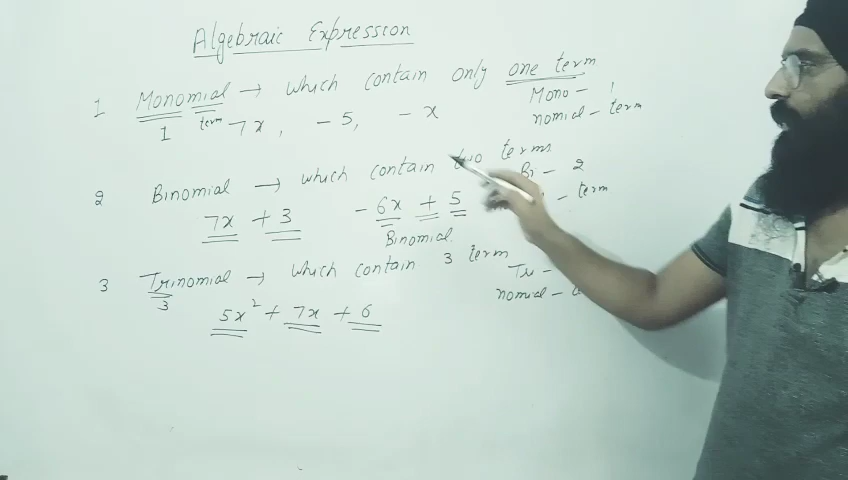 Algebraic Expression
1 Monomial → which contain only one term
1 term 7x, - 5, - x
Mono - 1
nomial - term
2 Binomial → which contain two terms
Bi - 2
- term
7x + 3 - 6x + 5
Binomial
3 Trinomial → which contain 3 term
3
Tri -
nomial -
5x² + 7x + 6